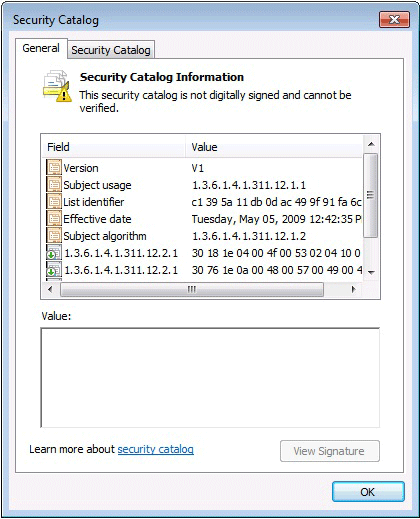 Security Catalog
General Security Catalog
Security Catalog Information
This security catalog is not digitally signed and cannot be
verified.
Field Value
Version V1
Subject usage 1.3.6.1.4.1.311.12.1.1
List identifier c1 39 5a 11 db 0d ac 49 9f 91 fa 6c
Effective date Tuesday, May 05, 2009 12:42:35 P
Subject algorithm 1.3.6.1.4.1.311.12.1.2
1.3.6.1.4.1.311.12.2.1 30 18 1e 04 00 4f 00 53 02 04 10 0
1.3.6.1.4.1.311.12.2.1 30 76 1e 0a 00 48 00 57 00 49 00 4
Value:
Learn more about security catalog
View Signature
OK